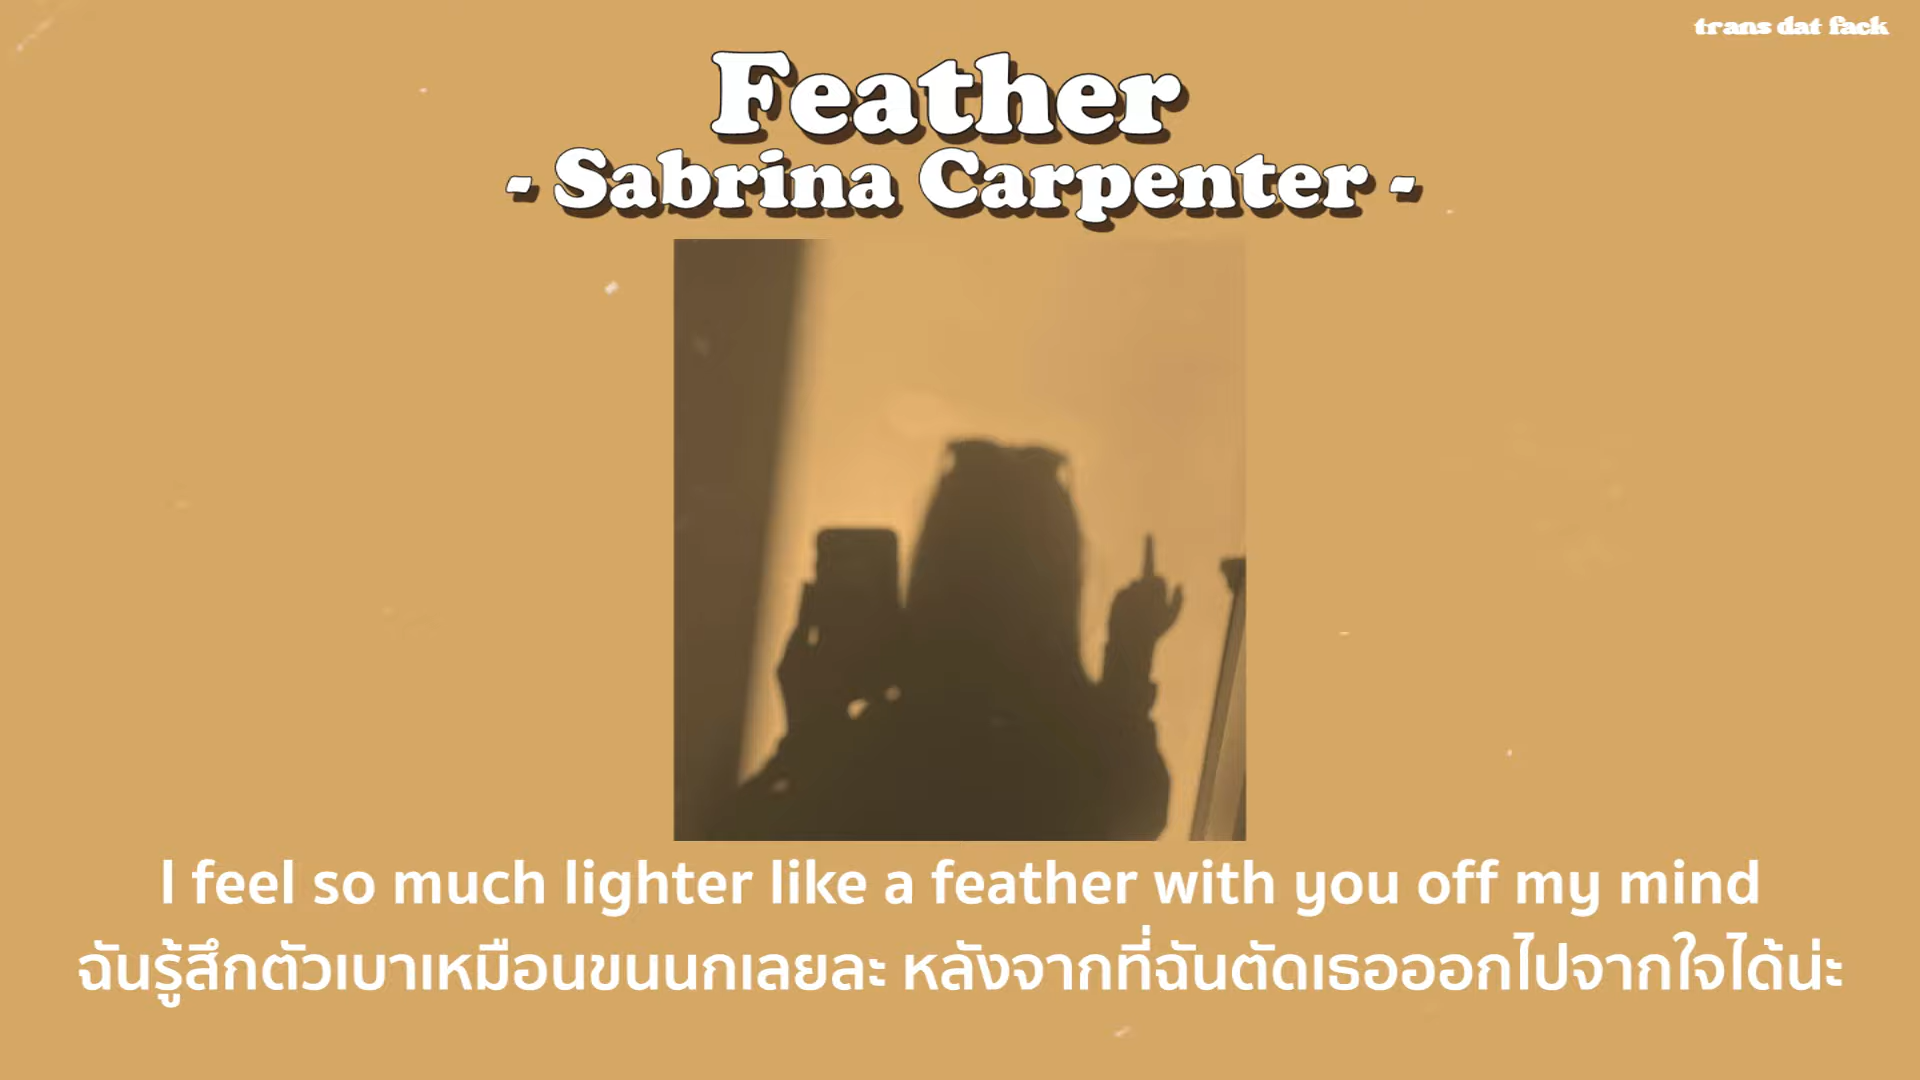 trans dat fack
Feather
- Sabrina Carpenter -
I feel so much lighter like a feather with you off my mind
ฉันรู้สึกตัวเบาเหมือนขนนกเลยละ หลังจากที่ฉันตัดเธอออกไปจากใจได้น่ะ